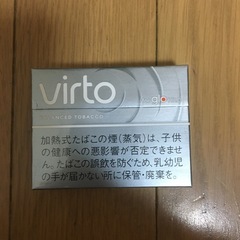 virto
TOBACCO
加熱式たばこの煙(蒸気)は、子供
の健康への悪影響が否定できませ
ん。たばこの誤飲を防ぐため、乳幼児
の手が届かない所に保管・廃棄を。